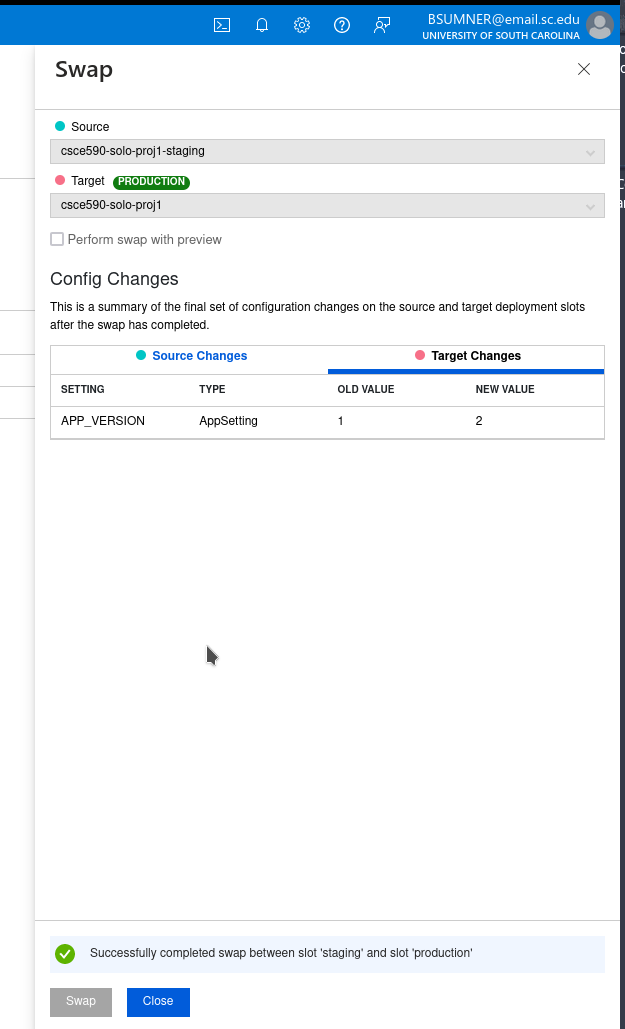 BSUMNER@email.sc.edu
UNIVERSITY OF SOUTH CAROLINA
Swap
Source
csce590-solo-proj1-staging
Target PRODUCTION
csce590-solo-proj1
Perform swap with preview
Config Changes
This is a summary of the final set of configuration changes on the source and target deployment slots
after the swap has completed.
Source Changes Target Changes
SETTING TYPE OLD VALUE NEW VALUE
APP_VERSION AppSetting 1 2
Successfully completed swap between slot 'staging' and slot 'production'
Swap Close